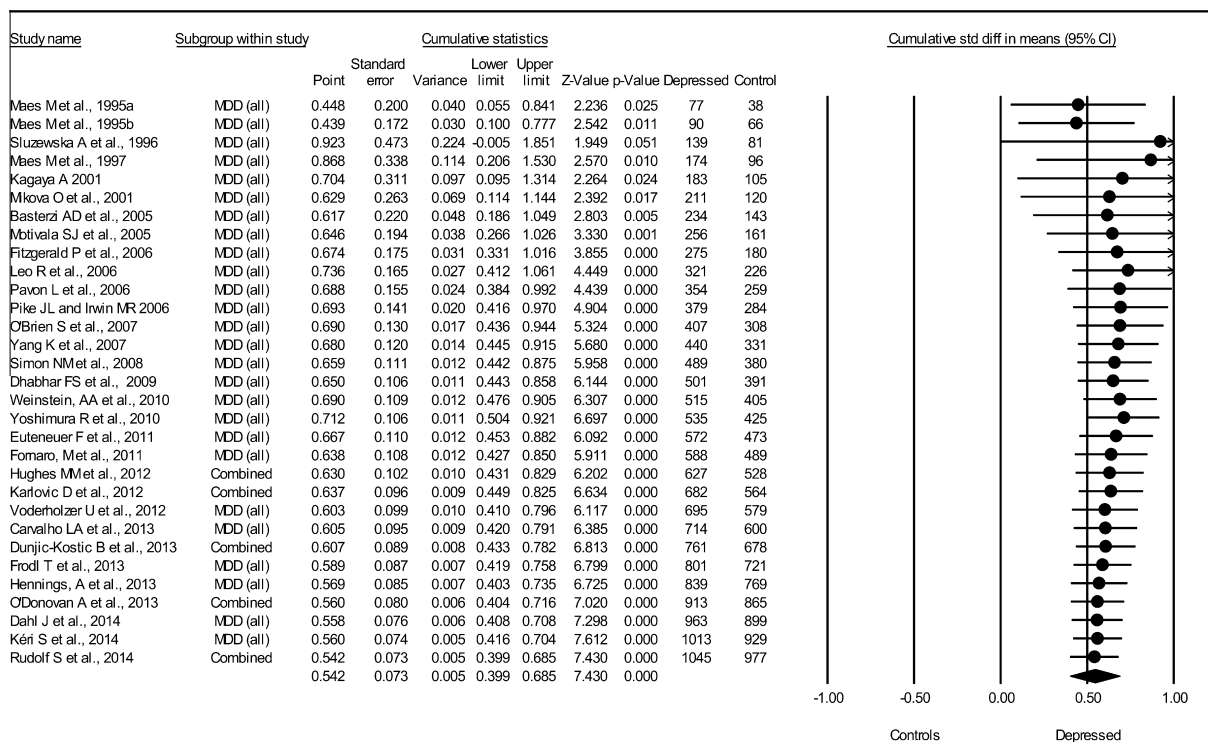 Study name Subgroup within study Cumulative statistics Cumulative std diff in means (95% CI)
Standard Lower Upper
Point error Variance limit limit Z-Value p-Value Depressed Control
Maes M et al., 1995a MDD (all) 0.448 0.200 0.040 0.055 0.841 2.236 0.025 77 38
Maes M et al., 1995b MDD (all) 0.439 0.172 0.030 0.100 0.777 2.542 0.011 90 66
Sluzewska A et al., 1996 MDD (all) 0.923 0.473 0.224 -0.005 1.851 1.949 0.051 139 81
Maes M et al., 1997 MDD (all) 0.868 0.338 0.114 0.206 1.530 2.570 0.010 174 96
Kagaya A 2001 MDD (all) 0.704 0.311 0.097 0.095 1.314 2.264 0.024 183 105
Mikova O et al., 2001 MDD (all) 0.629 0.263 0.069 0.114 1.144 2.392 0.017 211 120
Basterzi AD et al., 2005 MDD (all) 0.617 0.220 0.048 0.186 1.049 2.803 0.005 234 143
Motivala SJ et al., 2005 MDD (all) 0.646 0.194 0.038 0.266 1.026 3.330 0.001 256 161
Fitzgerald P et al., 2006 MDD (all) 0.674 0.175 0.031 0.331 1.016 3.855 0.000 275 180
Leo R et al., 2006 MDD (all) 0.736 0.165 0.027 0.412 1.061 4.449 0.000 321 226
Pavon L et al., 2006 MDD (all) 0.688 0.155 0.024 0.384 0.992 4.439 0.000 354 259
Pike JL and Irwin MR 2006 MDD (all) 0.693 0.141 0.020 0.416 0.970 4.904 0.000 379 284
O'Brien S et al., 2007 MDD (all) 0.690 0.130 0.017 0.436 0.944 5.324 0.000 407 308
Yang K et al., 2007 MDD (all) 0.680 0.120 0.014 0.445 0.915 5.680 0.000 440 331
Simon NM et al., 2008 MDD (all) 0.659 0.111 0.012 0.442 0.875 5.958 0.000 489 380
Dhabhar FS et al., 2009 MDD (all) 0.650 0.106 0.011 0.443 0.858 6.144 0.000 501 391
Weinstein, AA et al., 2010 MDD (all) 0.690 0.109 0.012 0.476 0.905 6.307 0.000 515 405
Yoshimura R et al., 2010 MDD (all) 0.712 0.106 0.011 0.504 0.921 6.697 0.000 535 425
Euteneuer F et al., 2011 MDD (all) 0.667 0.110 0.012 0.453 0.882 6.092 0.000 572 473
Fornaro, M et al., 2011 MDD (all) 0.638 0.108 0.012 0.427 0.850 5.911 0.000 588 489
Hughes MM et al., 2012 Combined 0.630 0.102 0.010 0.431 0.829 6.202 0.000 627 528
Karlovic D et al., 2012 Combined 0.637 0.096 0.009 0.449 0.825 6.634 0.000 682 564
Voderholzer U et al., 2012 MDD (all) 0.603 0.099 0.010 0.410 0.796 6.117 0.000 695 579
Carvalho LA et al., 2013 MDD (all) 0.605 0.095 0.009 0.420 0.791 6.385 0.000 714 600
Dunjic-Kostic B et al., 2013 Combined 0.607 0.089 0.008 0.433 0.782 6.813 0.000 761 678
Frodl T et al., 2013 MDD (all) 0.589 0.087 0.007 0.419 0.758 6.799 0.000 801 721
Hennings, A et al., 2013 MDD (all) 0.569 0.085 0.007 0.403 0.735 6.725 0.000 839 769
O'Donovan A et al., 2013 Combined 0.560 0.080 0.006 0.404 0.716 7.020 0.000 913 865
Dahl J et al., 2014 MDD (all) 0.558 0.076 0.006 0.408 0.708 7.298 0.000 963 899
Kéri S et al., 2014 MDD (all) 0.560 0.074 0.005 0.416 0.704 7.612 0.000 1013 929
Rudolf S et al., 2014 Combined 0.542 0.073 0.005 0.399 0.685 7.430 0.000 1045 977
0.542 0.073 0.005 0.399 0.685 7.430 0.000
-1.00 -0.50 0.00 0.50 1.00
Controls Depressed